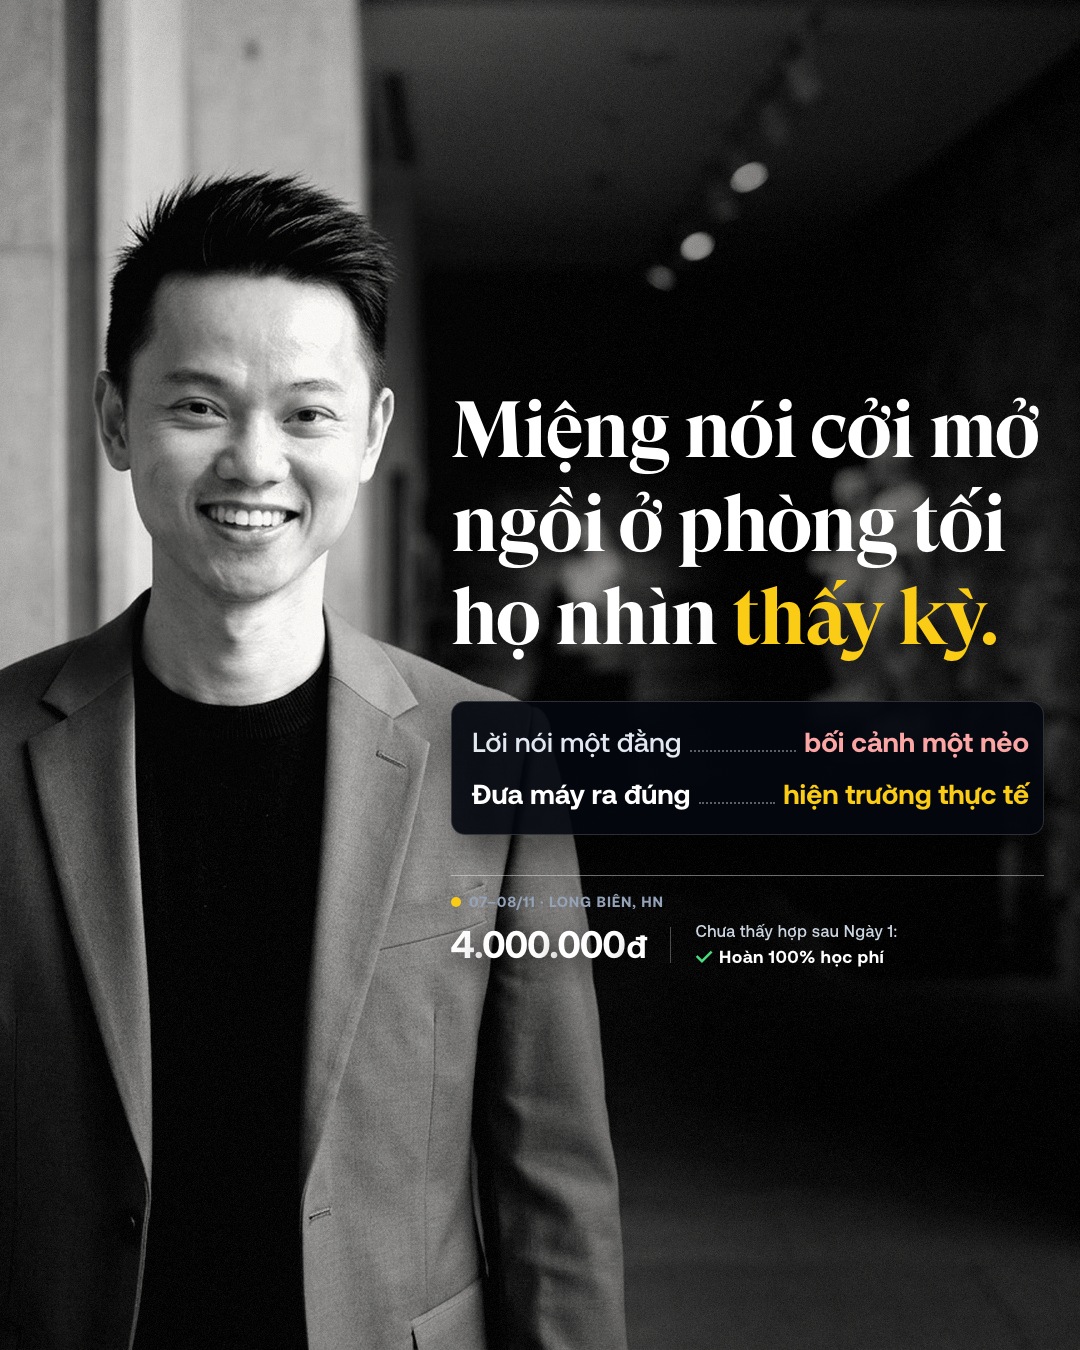 Miệng nói cởi mở
ngồi ở phòng tối
họ nhìn thấy kỳ.
Lời nói một đằng bối cảnh một nẻo
Đưa máy ra đúng hiện trường thực tế
07–08/11 · LONG BIÊN, HN
4.000.000đ
Chưa thấy hợp sau Ngày 1:
Hoàn 100% học phí